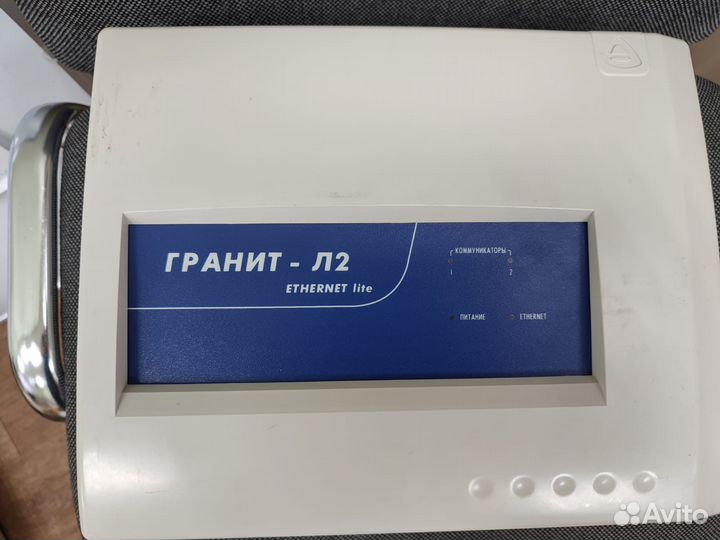 ГРАНИТ - Л2
ETHERNET lite
КОММУНИКАТОРЫ
1 2
ПИТАНИЕ ETHERNET
Avito